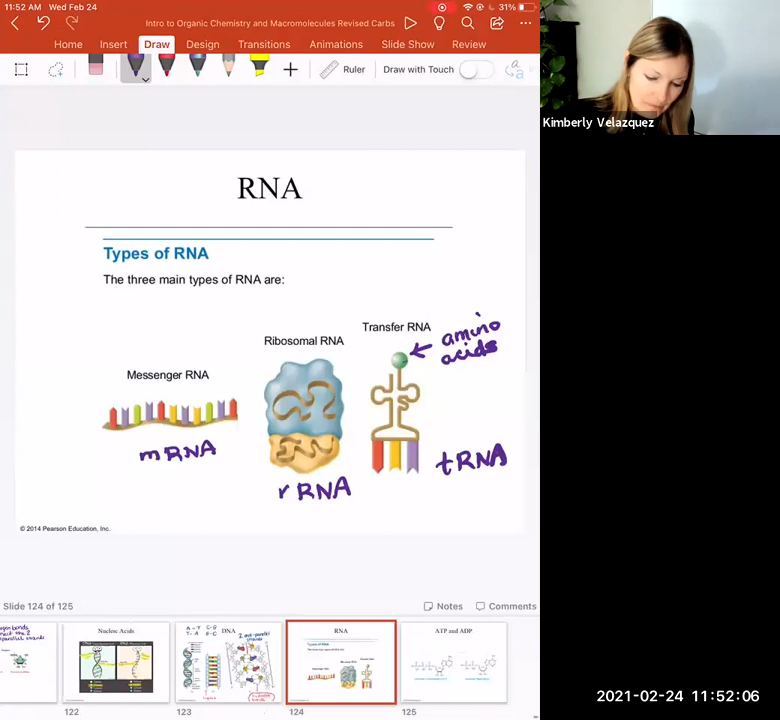 11:52 AM Wed Feb 24
31%
Intro to Organic Chemistry and Macromolecules Revised Carbs
Home Insert Draw Design Transitions Animations Slide Show Review
Ruler Draw with Touch
Kimberly Velazquez
RNA
Types of RNA
The three main types of RNA are:
Transfer RNA
amino
acids
Ribosomal RNA
Messenger RNA
mRNA
rRNA
tRNA
© 2014 Pearson Education, Inc.
Slide 124 of 125
Notes Comments
Nucleic Acids
A-T C-G
T-A G-C
DNA
RNA
Types of RNA
ATP and ADP
122 123 124 125
2021-02-24 11:52:06